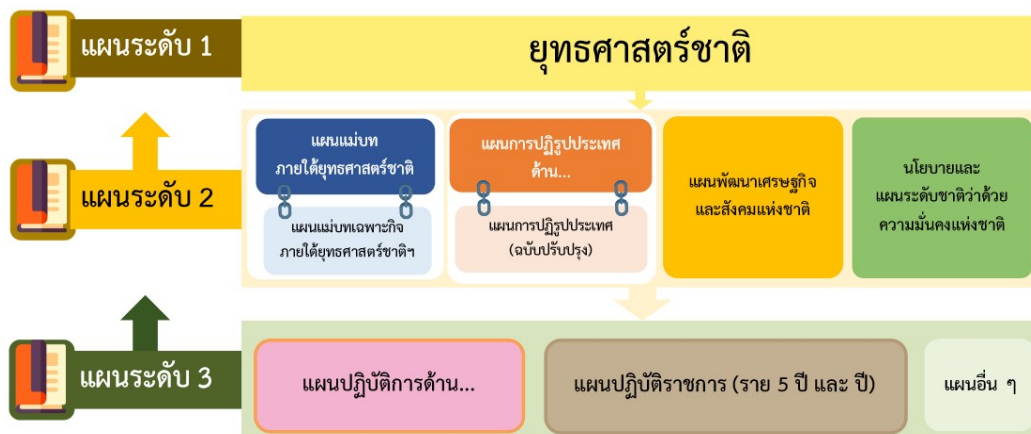 แผนระดับ 1
ยุทธศาสตร์ชาติ
แผนระดับ 2
แผนแม่บท
ภายใต้ยุทธศาสตร์ชาติ
แผนแม่บทเฉพาะกิจ
ภายใต้ยุทธศาสตร์ชาติฯ
แผนการปฏิรูปประเทศ
ด้าน...
แผนการปฏิรูปประเทศ
(ฉบับปรับปรุง)
แผนพัฒนาเศรษฐกิจ
และสังคมแห่งชาติ
นโยบายและ
แผนระดับชาติว่าด้วย
ความมั่นคงแห่งชาติ
แผนระดับ 3
แผนปฏิบัติการด้าน...
แผนปฏิบัติราชการ (ราย 5 ปี และ ปี)
แผนอื่น ๆ